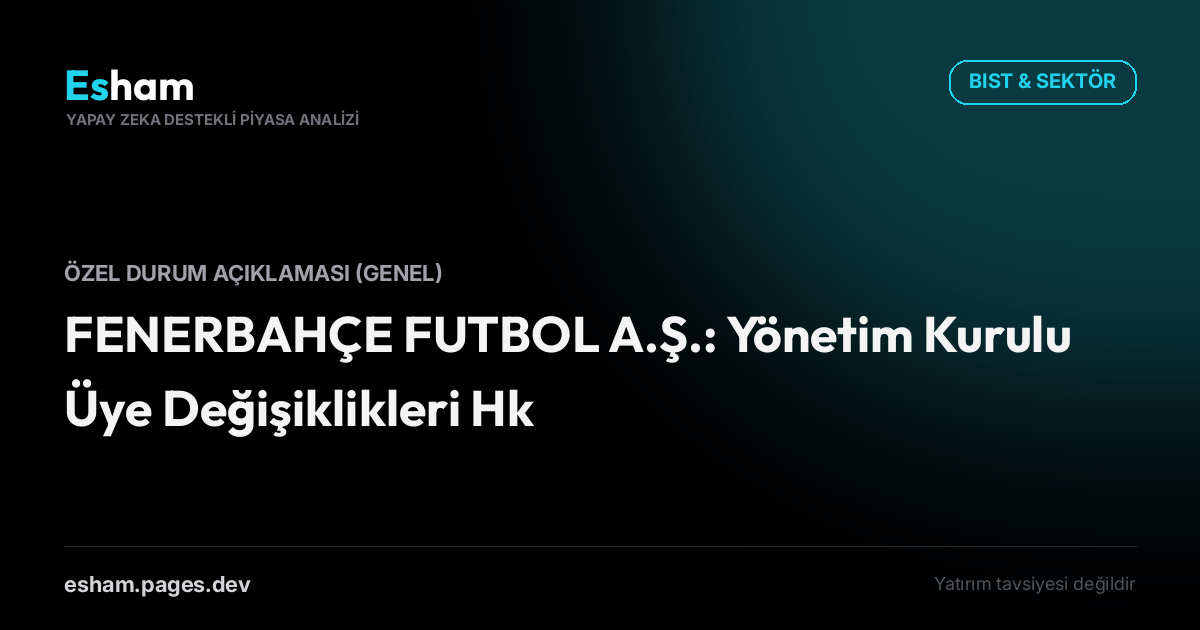 Esham
YAPAY ZEKA DESTEKLİ PİYASA ANALİZİ
BIST & SEKTÖR
ÖZEL DURUM AÇIKLAMASI (GENEL)
FENERBAHÇE FUTBOL A.Ş.: Yönetim Kurulu
Üye Değişiklikleri Hk
esham.pages.dev
Yatırım tavsiyesi değildir